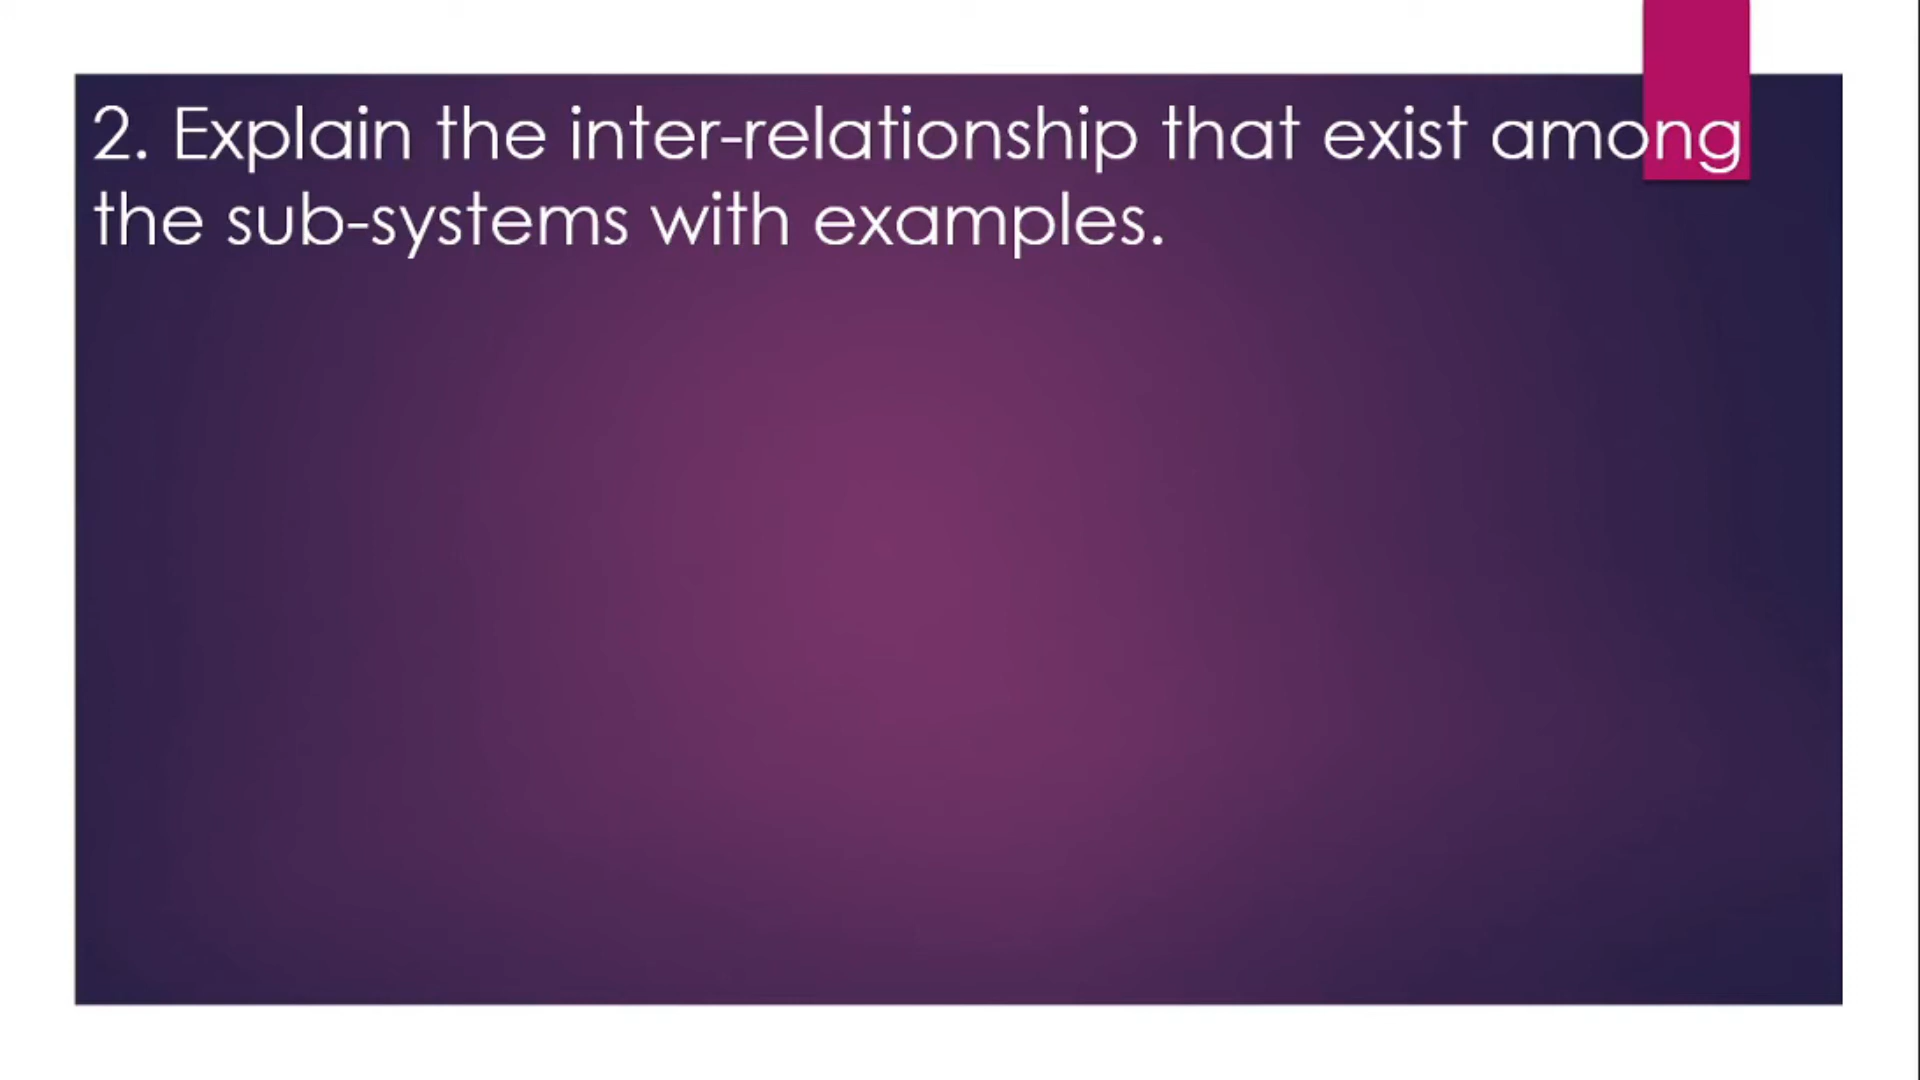 2. Explain the inter-relationship that exist among
the sub-systems with examples.